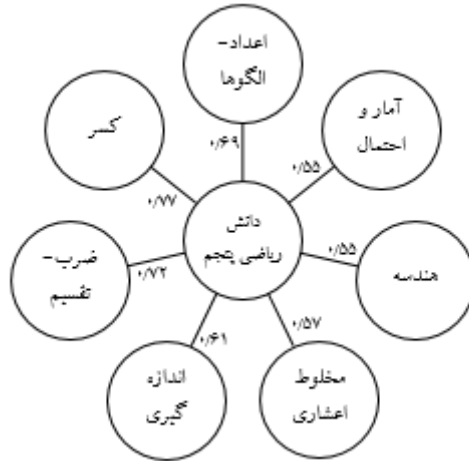 اعداد-
الگوها
آمار و
احتمال
کسر
۰/۶۹
۰/۵۵
۰/۷۷
دانش
ریاضی پنجم
ضرب-
تقسیم
۰/۷۲
۰/۵۵
هندسه
۰/۶۱
۰/۵۷
اندازه
گیری
مخلوط
اعشاری